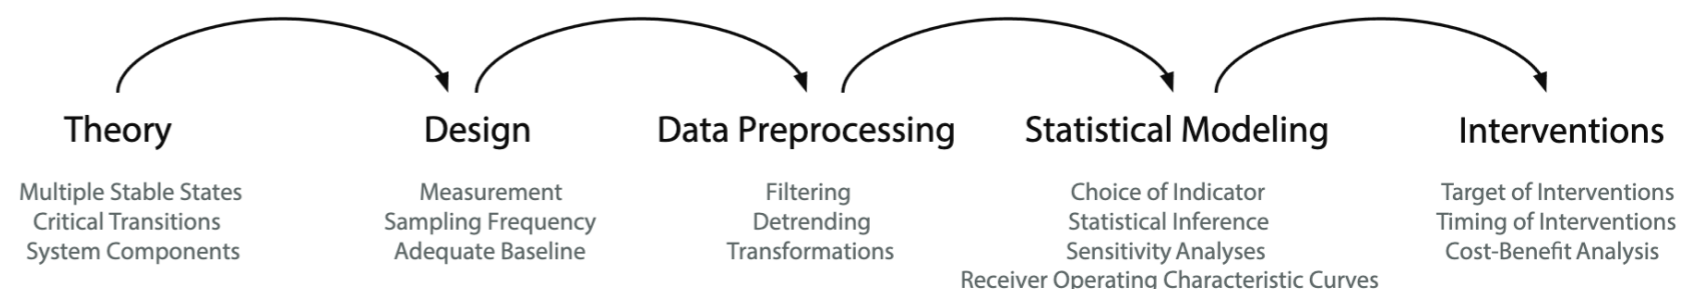 Theory
Multiple Stable States
Critical Transitions
System Components
Design
Measurement
Sampling Frequency
Adequate Baseline
Data Preprocessing
Filtering
Detrending
Transformations
Statistical Modeling
Choice of Indicator
Statistical Inference
Sensitivity Analyses
Receiver Operating Characteristic Curves
Interventions
Target of Interventions
Timing of Interventions
Cost-Benefit Analysis